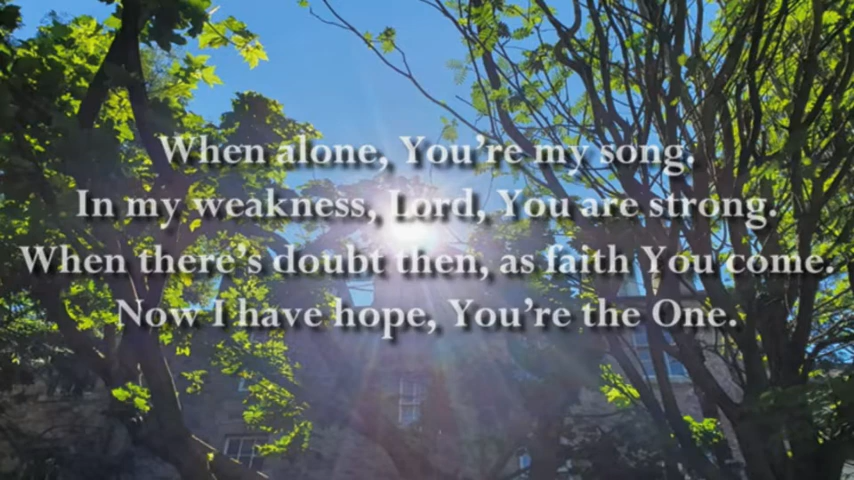 When alone, You're my song.
In my weakness, Lord, You are strong.
When there's doubt then, as faith You come.
Now I have hope, You're the One.